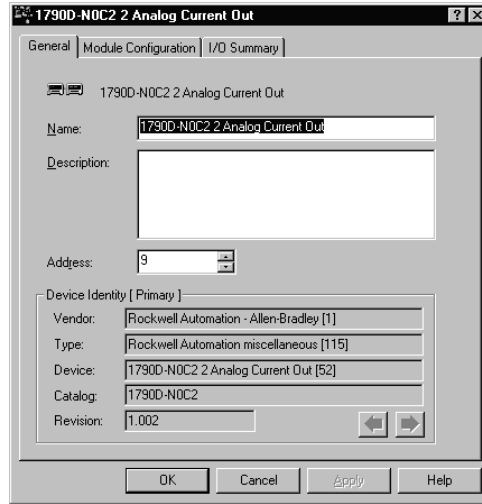 1790D-N0C2 2 Analog Current Out
General Module Configuration I/O Summary
1790D-N0C2 2 Analog Current Out
Name: 1790D-N0C2 2 Analog Current Out
Description:
Address: 9
Device Identity [ Primary ]
Vendor: Rockwell Automation - Allen-Bradley [1]
Type: Rockwell Automation miscellaneous [115]
Device: 1790D-N0C2 2 Analog Current Out [52]
Catalog: 1790D-N0C2
Revision: 1.002
OK Cancel Apply Help